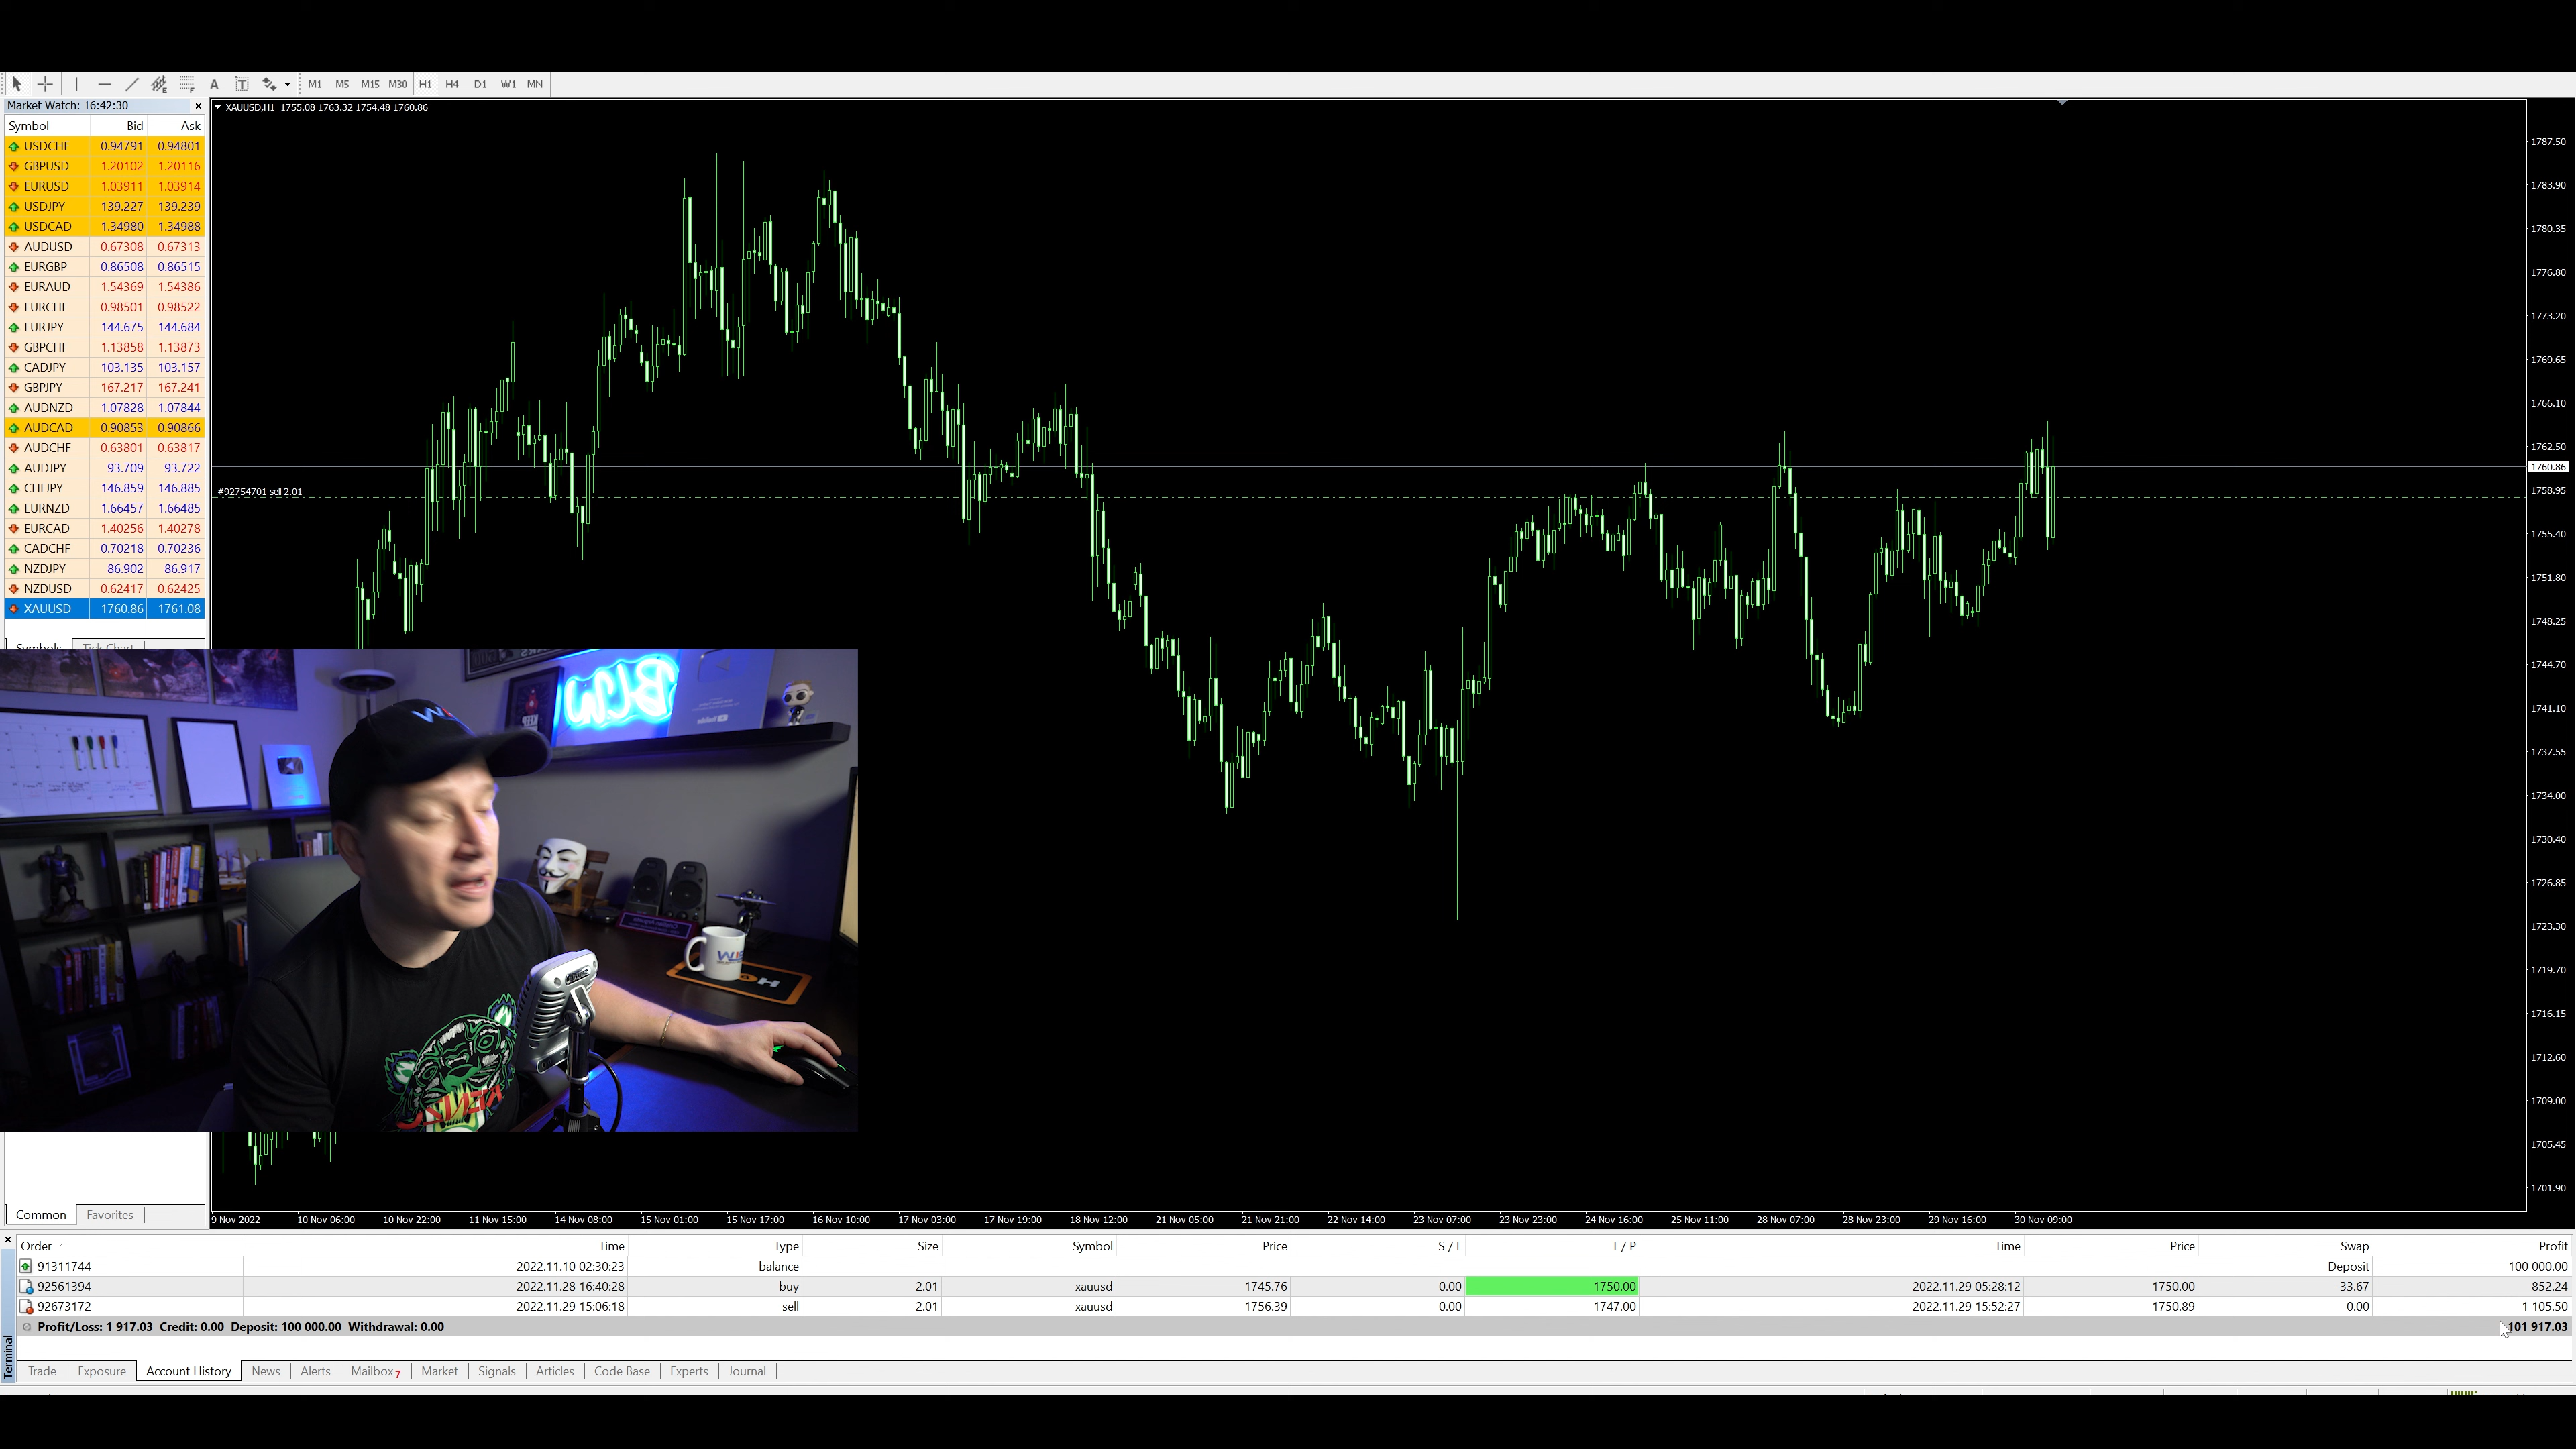 M1 M5 M15 M30 H1 H4 D1 W1 MN
Market Watch: 16:42:30
XAUUSD,H1 1755.08 1763.32 1754.48 1760.86
Symbol Bid Ask
USDCHF 0.94791 0.94801
GBPUSD 1.20102 1.20116
EURUSD 1.03911 1.03914
USDJPY 139.227 139.239
USDCAD 1.34980 1.34988
AUDUSD 0.67308 0.67313
EURGBP 0.86508 0.86515
EURAUD 1.54369 1.54386
EURCHF 0.98501 0.98522
EURJPY 144.675 144.684
GBPCHF 1.13858 1.13873
CADJPY 103.135 103.157
GBPJPY 167.217 167.241
AUDNZD 1.07828 1.07844
AUDCAD 0.90853 0.90866
AUDCHF 0.63801 0.63817
AUDJPY 93.709 93.722
CHFJPY 146.859 146.885
EURNZD 1.66457 1.66485
EURCAD 1.40256 1.40278
CADCHF 0.70218 0.70236
NZDJPY 86.902 86.917
NZDUSD 0.62417 0.62425
XAUUSD 1760.86 1761.08
Symbols Tick Chart
#92754701 sell 2.01
1787.50
1783.90
1780.35
1776.80
1773.20
1769.65
1766.10
1762.50
1760.86
1758.95
1755.40
1751.80
1748.25
1744.70
1741.10
1737.55
1734.00
1730.40
1726.85
1723.30
1719.70
1716.15
1712.60
1709.00
1705.45
1701.90
Common Favorites
9 Nov 2022 10 Nov 06:00 10 Nov 22:00 11 Nov 15:00 14 Nov 08:00 15 Nov 01:00 15 Nov 17:00 16 Nov 10:00 17 Nov 03:00 17 Nov 19:00 18 Nov 12:00 21 Nov 05:00 21 Nov 21:00 22 Nov 14:00 23 Nov 07:00 23 Nov 23:00 24 Nov 16:00 25 Nov 11:00 28 Nov 07:00 28 Nov 23:00 29 Nov 16:00 30 Nov 09:00
Order Time Type Size Symbol Price S / L T / P Time Price Swap Profit
91311744 2022.11.10 02:30:23 balance Deposit 100 000.00
92561394 2022.11.28 16:40:28 buy 2.01 xauusd 1745.76 0.00 1750.00 2022.11.29 05:28:12 1750.00 -33.67 852.24
92673172 2022.11.29 15:06:18 sell 2.01 xauusd 1756.39 0.00 1747.00 2022.11.29 15:52:27 1750.89 0.00 1 105.50
Profit/Loss: 1 917.03 Credit: 0.00 Deposit: 100 000.00 Withdrawal: 0.00 101 917.03
Terminal
Trade Exposure Account History News Alerts Mailbox 7 Market Signals Articles Code Base Experts Journal